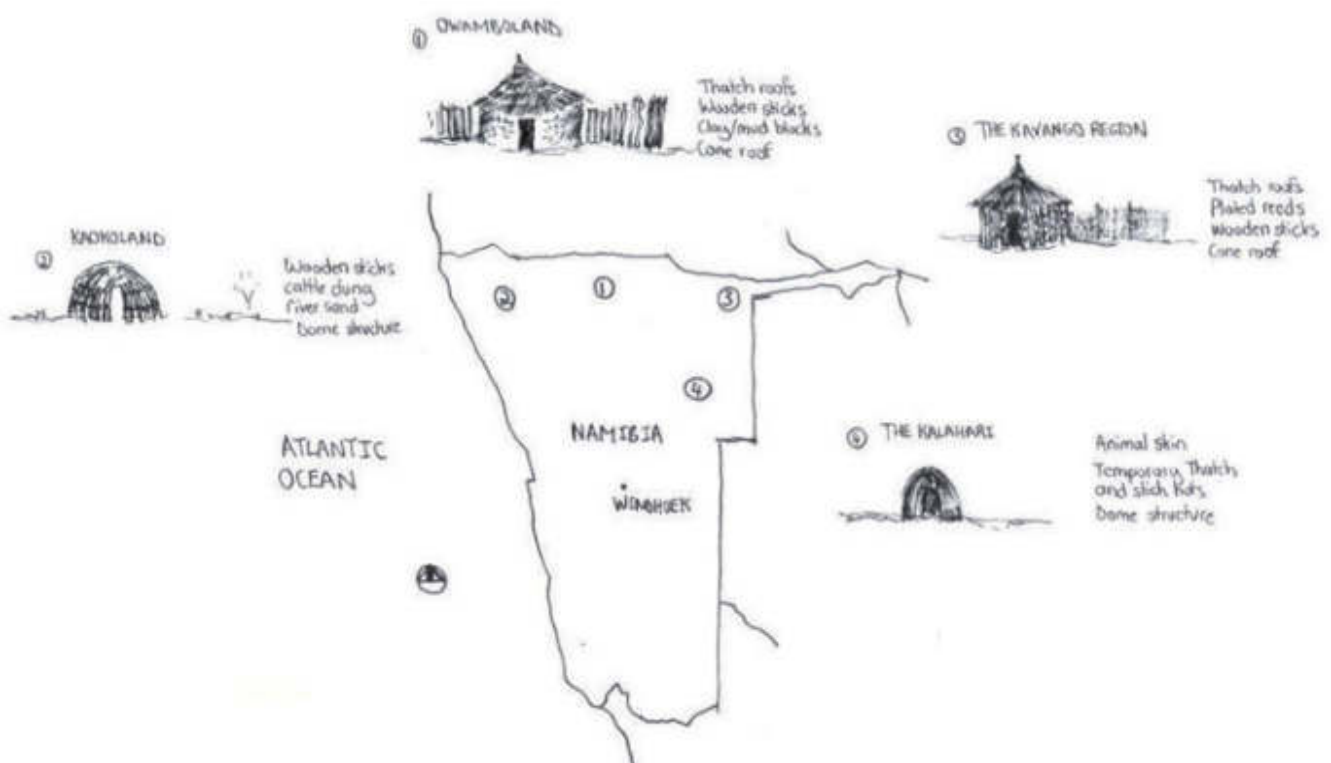 ① OWAMBOLAND
Thatch roofs
Wooden sticks
Clay/mud blocks
Cone roof
③ THE KAVANGO REGION
Thatch roofs
Plated reeds
Wooden sticks
Cone roof
② KAOKOLAND
Wooden sticks
cattle dung
river sand
Dome structure
② ① ③
④
NAMIBIA
ATLANTIC
OCEAN
WINDHOEK
④ THE KALAHARI
Animal skin
Temporary Thatch
and stick huts
Dome structure